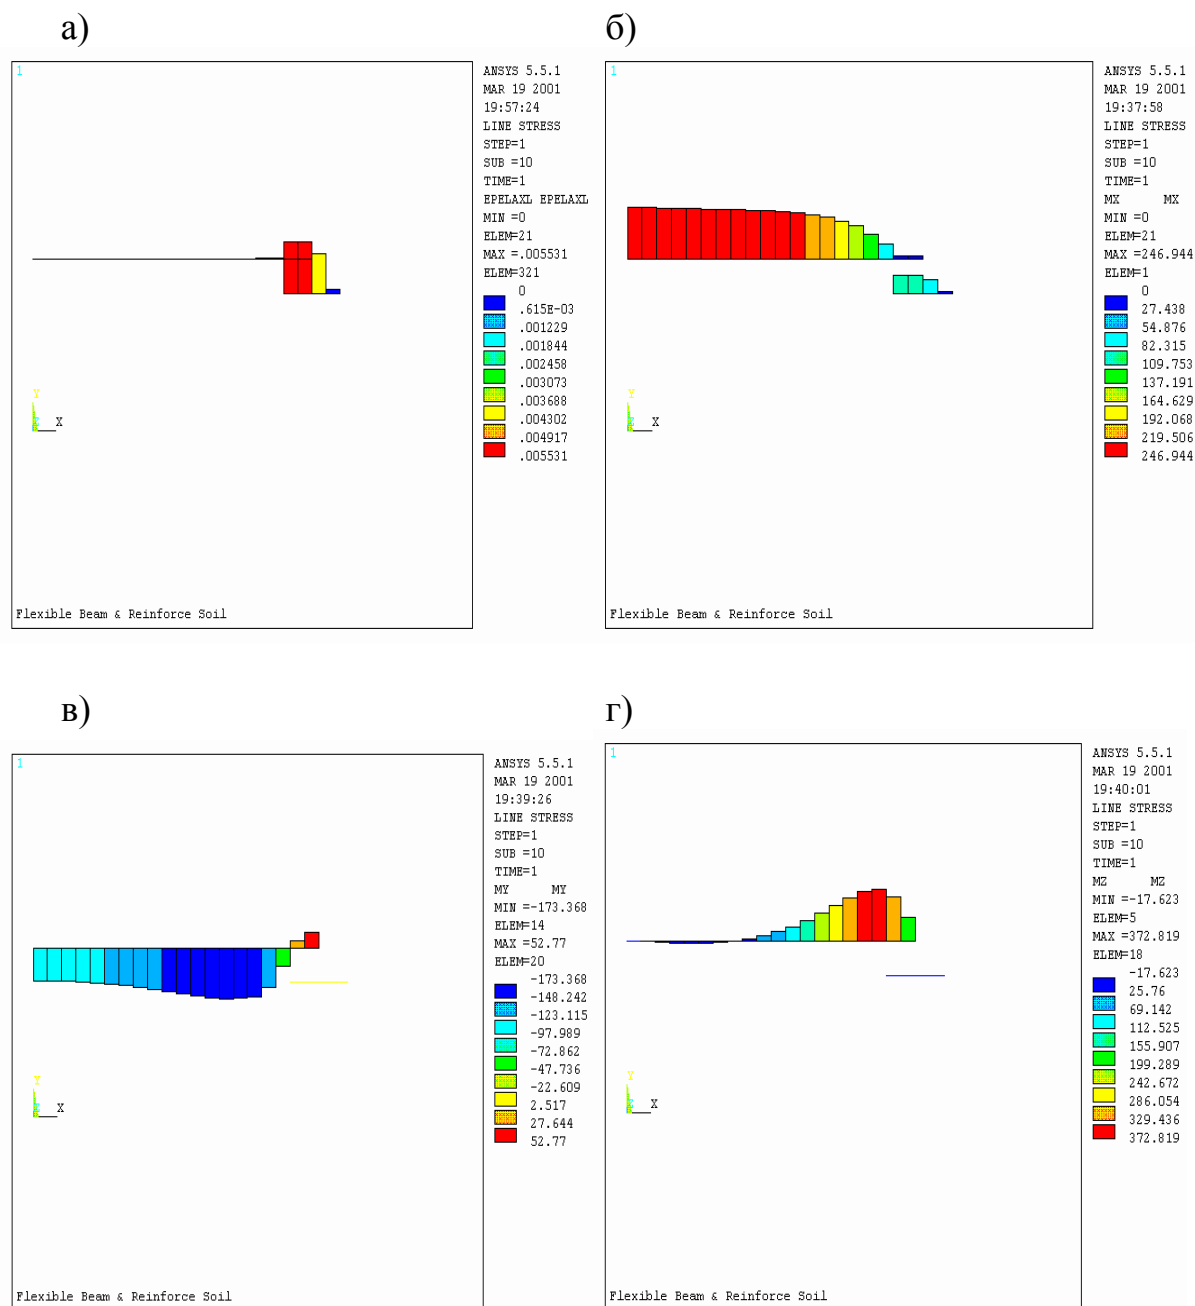 а)
б)
1
ANSYS 5.5.1
MAR 19 2001
19:57:24
LINE STRESS
STEP=1
SUB =10
TIME=1
EPELAXL EPELAXL
MIN =0
ELEM=21
MAX =.005531
ELEM=321
0
.615E-03
.001229
.001844
.002458
.003073
.003688
.004302
.004917
.005531
Y
Z X
Flexible Beam & Reinforce Soil
1
ANSYS 5.5.1
MAR 19 2001
19:37:58
LINE STRESS
STEP=1
SUB =10
TIME=1
MX MX
MIN =0
ELEM=21
MAX =246.944
ELEM=1
0
27.438
54.876
82.315
109.753
137.191
164.629
192.068
219.506
246.944
Y
Z X
Flexible Beam & Reinforce Soil
в)
г)
1
ANSYS 5.5.1
MAR 19 2001
19:39:26
LINE STRESS
STEP=1
SUB =10
TIME=1
MY MY
MIN =-173.368
ELEM=14
MAX =52.77
ELEM=20
-173.368
-148.242
-123.115
-97.989
-72.862
-47.736
-22.609
2.517
27.644
52.77
Y
Z X
Flexible Beam & Reinforce Soil
1
ANSYS 5.5.1
MAR 19 2001
19:40:01
LINE STRESS
STEP=1
SUB =10
TIME=1
MZ MZ
MIN =-17.623
ELEM=5
MAX =372.819
ELEM=18
-17.623
25.76
69.142
112.525
155.907
199.289
242.672
286.054
329.436
372.819
Y
Z X
Flexible Beam & Reinforce Soil